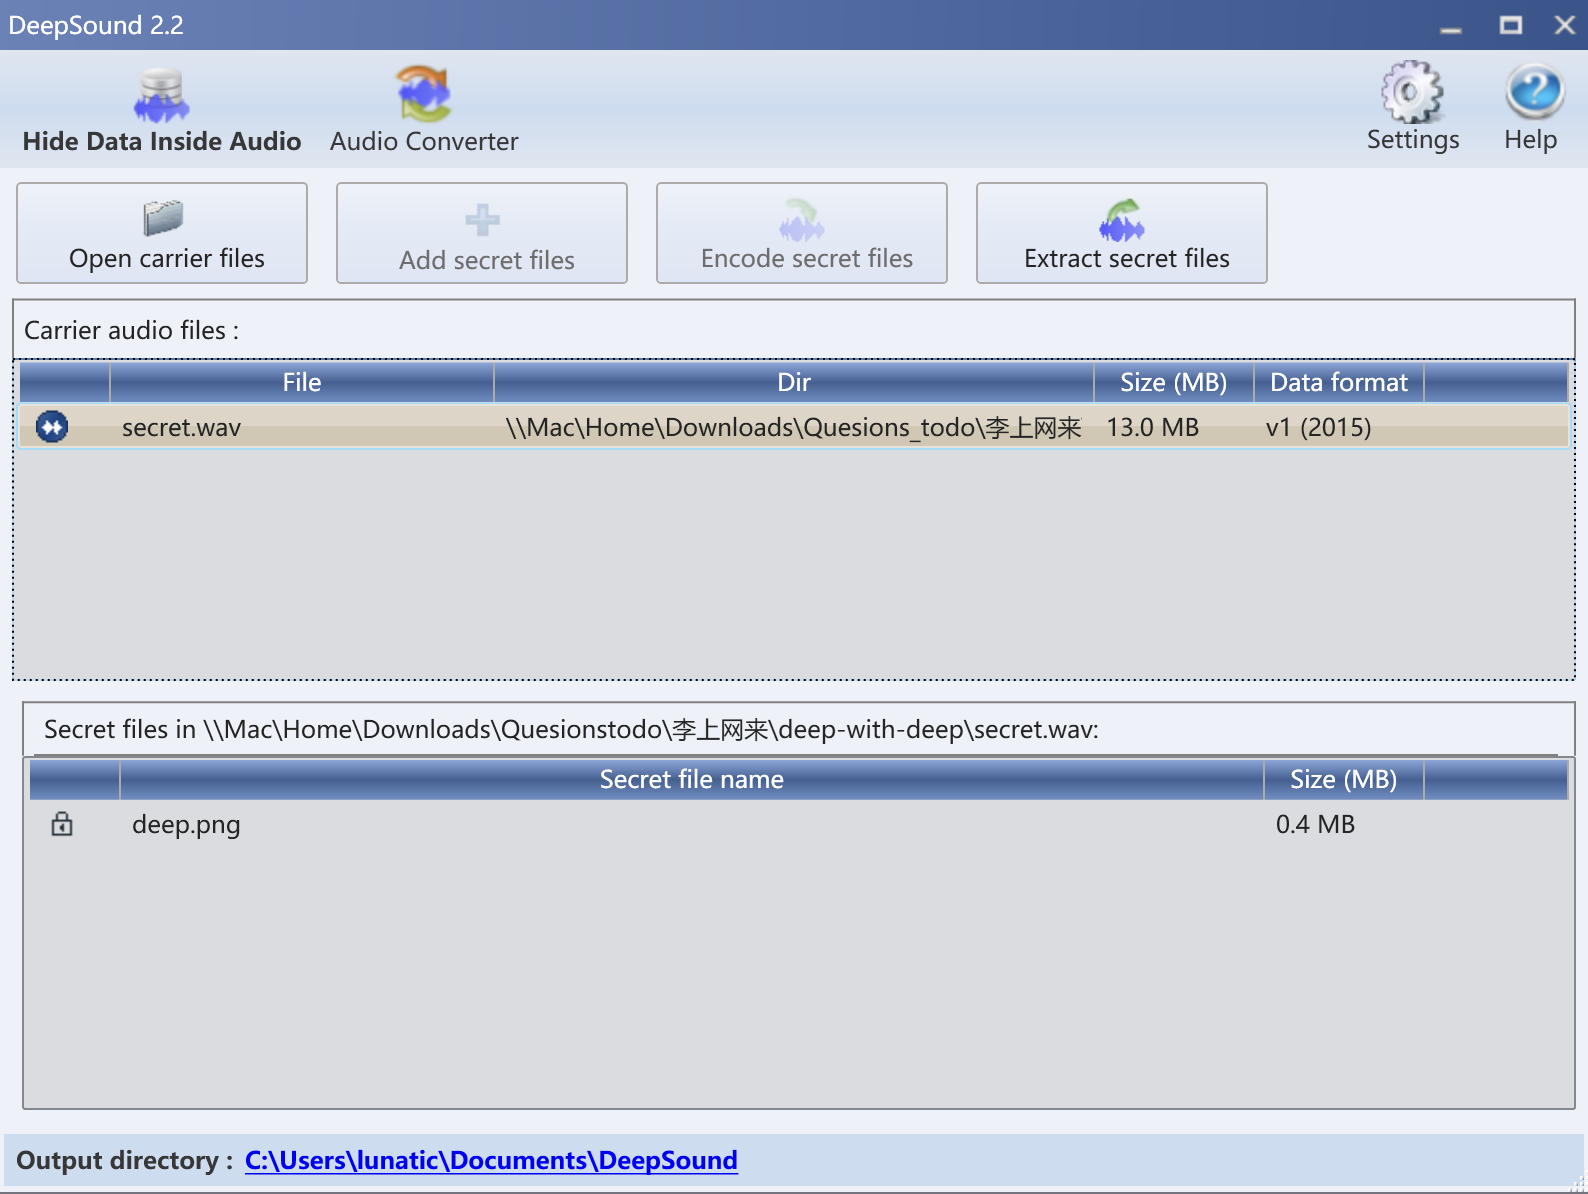 DeepSound 2.2
Hide Data Inside Audio
Audio Converter
Settings
Help
Open carrier files
Add secret files
Encode secret files
Extract secret files
Carrier audio files :
File Dir Size (MB) Data format
secret.wav \\Mac\Home\Downloads\Quesions_todo\李上网来 13.0 MB v1 (2015)
Secret files in \\Mac\Home\Downloads\Quesionstodo\李上网来\deep-with-deep\secret.wav:
Secret file name Size (MB)
deep.png 0.4 MB
Output directory : C:\Users\lunatic\Documents\DeepSound